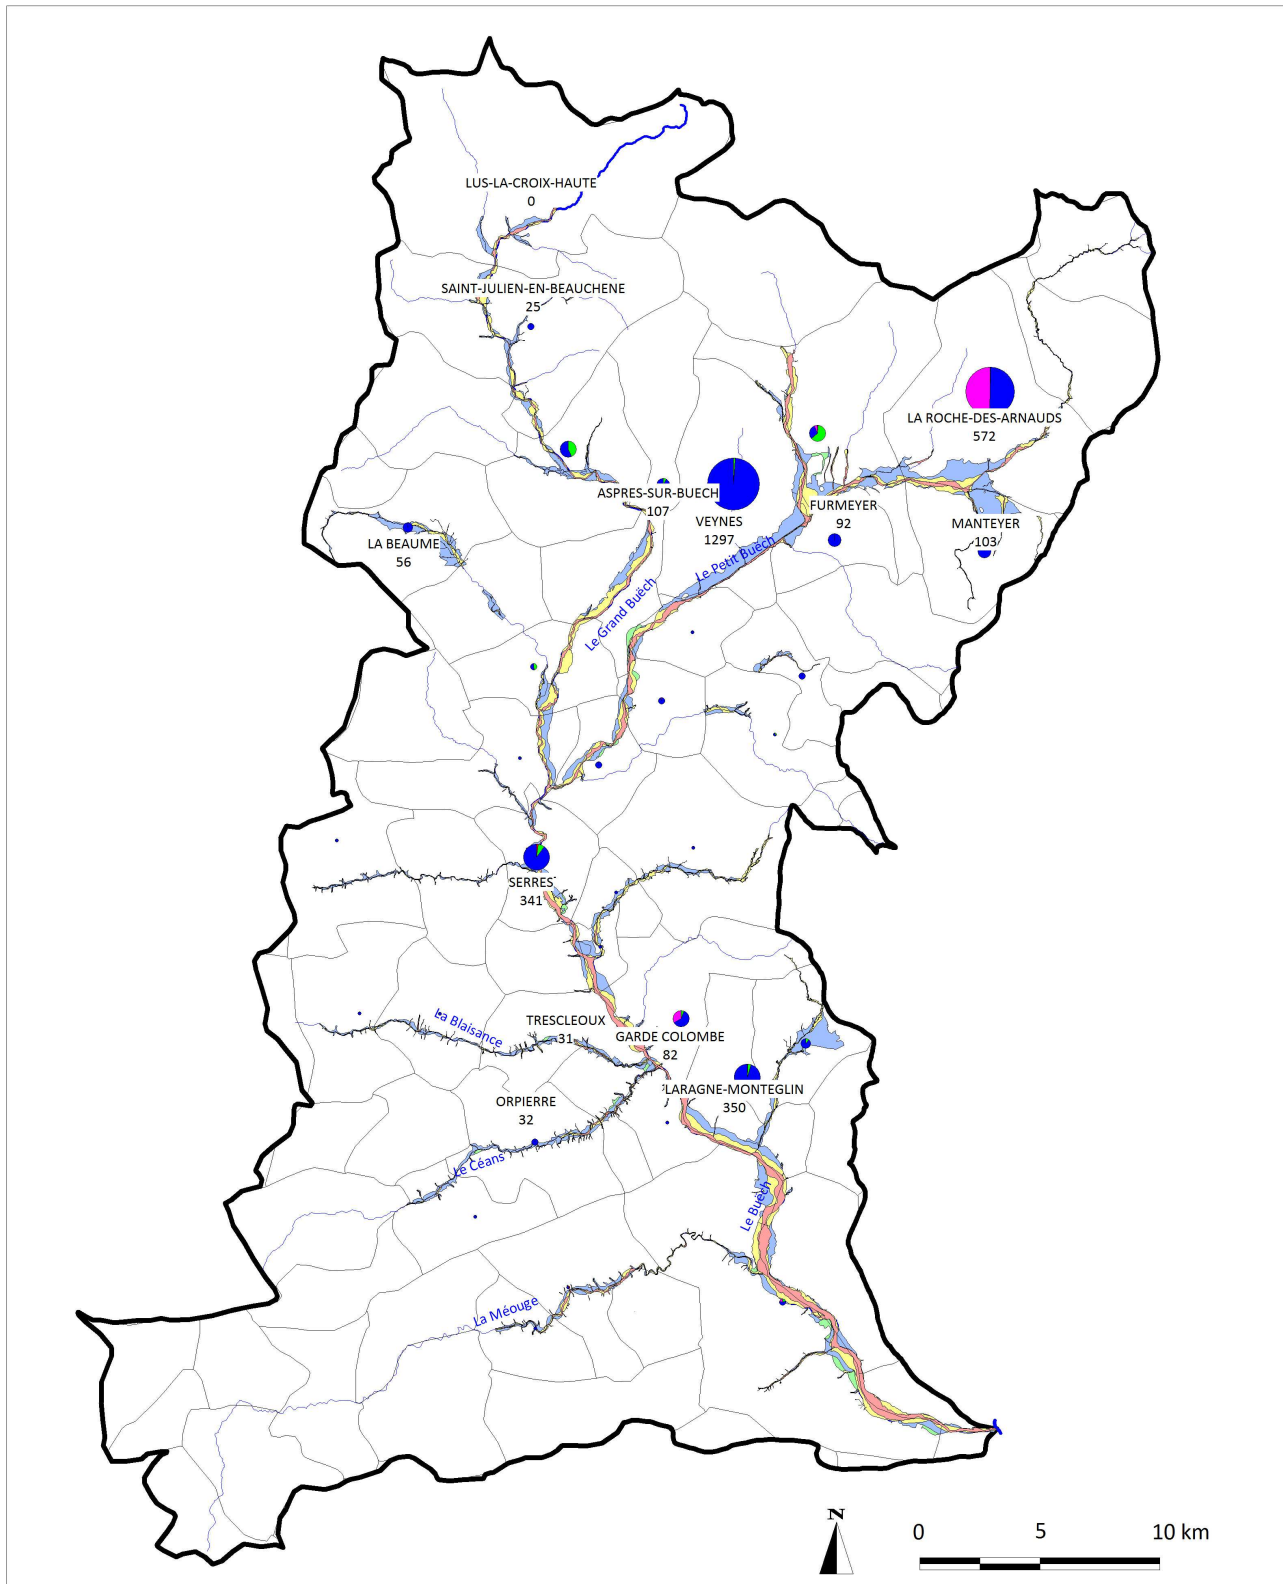 LUS-LA-CROIX-HAUTE
0
SAINT-JULIEN-EN-BEAUCHENE
25
LA ROCHE-DES-ARNAUDS
572
ASPRES-SUR-BUECH
107
VEYNES
1297
FURMEYER
92
MANTEYER
103
LA BEAUME
56
Le Petit Buëch
Le Grand Buëch
SERRES
341
La Blaisance
TRESCLEOUX
31
GARDE COLOMBE
82
LARAGNE-MONTEGLIN
350
ORPIERRE
32
Le Céans
Le Buëch
La Méouge
N
0 5 10 km